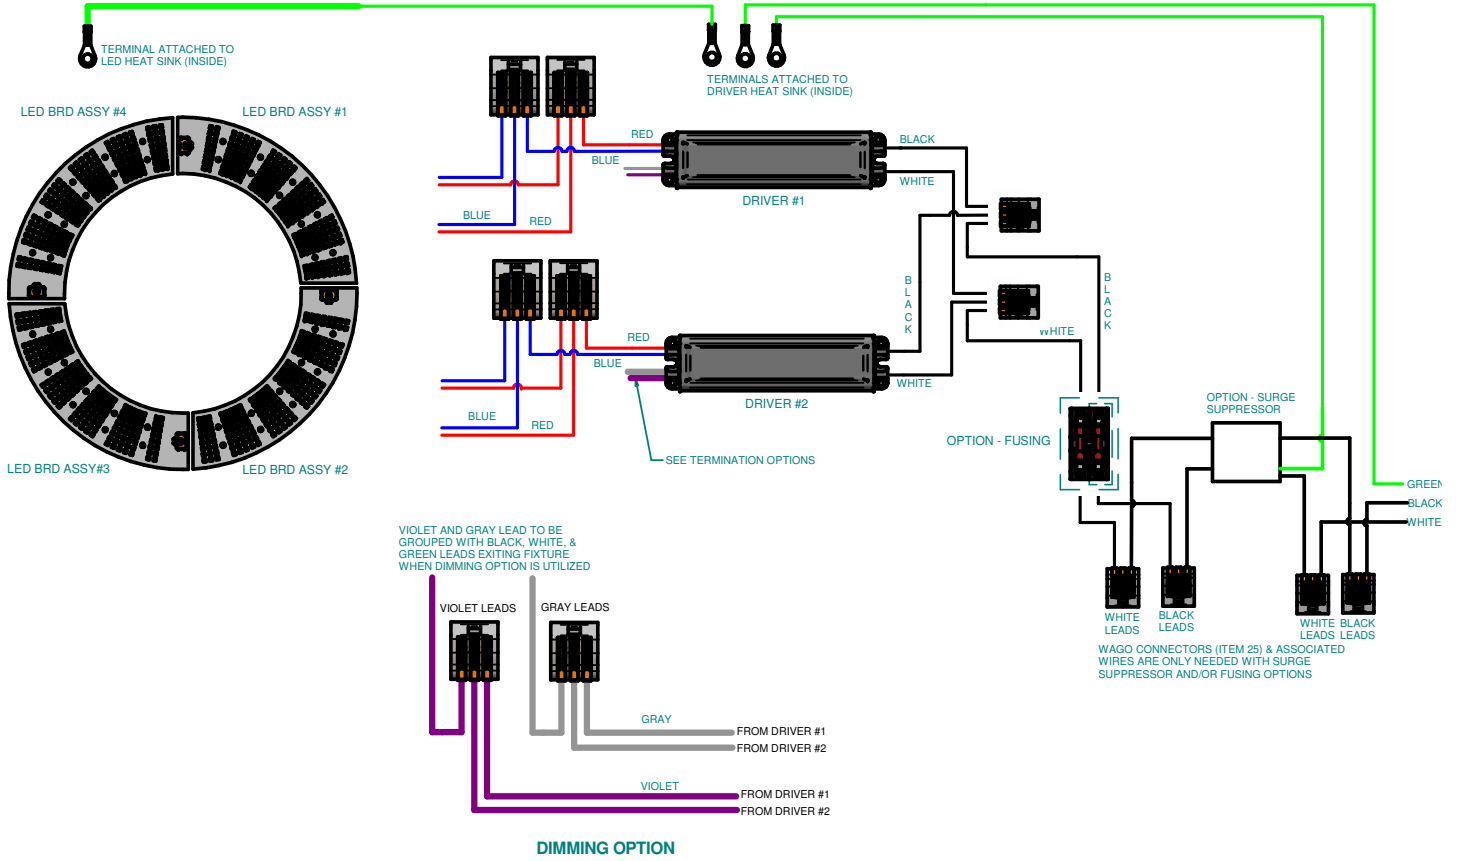 TERMINAL ATTACHED TO
LED HEAT SINK (INSIDE)
TERMINALS ATTACHED TO
DRIVER HEAT SINK (INSIDE)
LED BRD ASSY #4
LED BRD ASSY #1
LED BRD ASSY#3
LED BRD ASSY #2
RED
BLUE
BLUE
RED
DRIVER #1
BLACK
WHITE
RED
BLUE
BLUE
RED
DRIVER #2
WHITE
BLACK
BLACK
WHITE
SEE TERMINATION OPTIONS
OPTION - FUSING
OPTION - SURGE
SUPPRESSOR
GREEN
BLACK
WHITE
WHITE
LEADS
BLACK
LEADS
WHITE
LEADS
BLACK
LEADS
WAGO CONNECTORS (ITEM 25) & ASSOCIATED
WIRES ARE ONLY NEEDED WITH SURGE
SUPPRESSOR AND/OR FUSING OPTIONS
VIOLET AND GRAY LEAD TO BE
GROUPED WITH BLACK, WHITE, &
GREEN LEADS EXITING FIXTURE
WHEN DIMMING OPTION IS UTILIZED
VIOLET LEADS
GRAY LEADS
GRAY
FROM DRIVER #1
FROM DRIVER #2
VIOLET
FROM DRIVER #1
FROM DRIVER #2
DIMMING OPTION